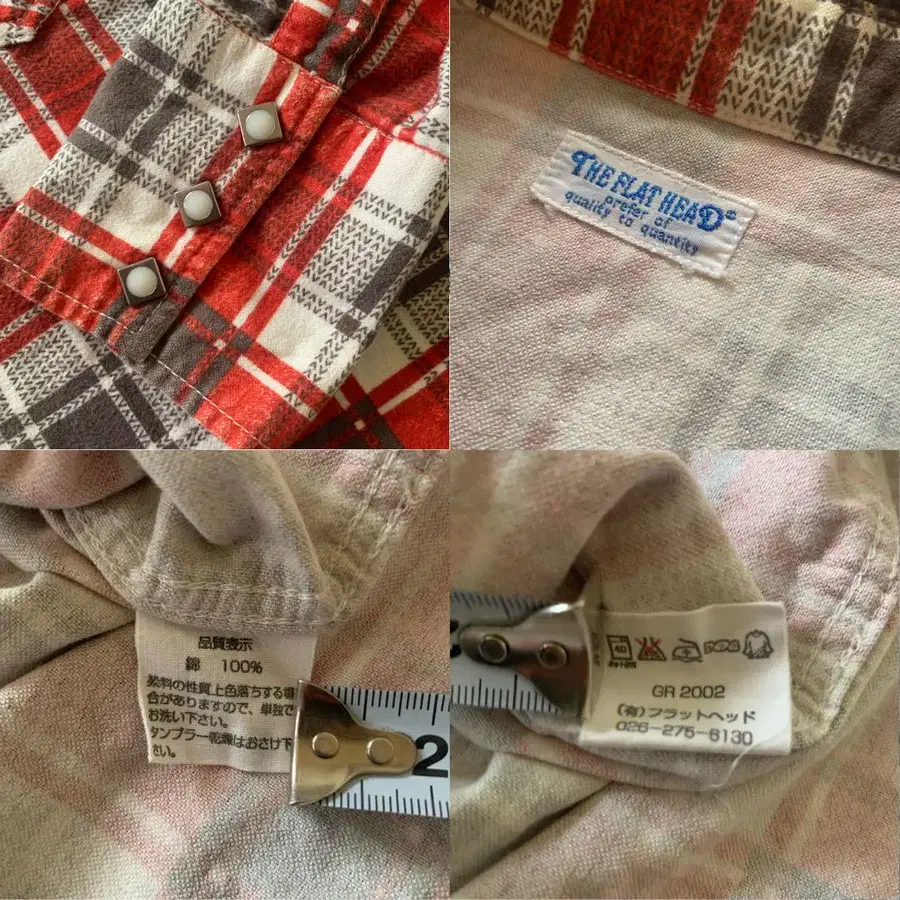 THE FLAT HEAD®
prefer of
quality to quantity
品質表示
綿 100%
染料の性質上色落ちする場
合がありますので、単独で
お洗い下さい。
タンブラー乾燥はおさけ下
さい。
2
40
GR 2002
(有)フラットヘッド
026-275-6130